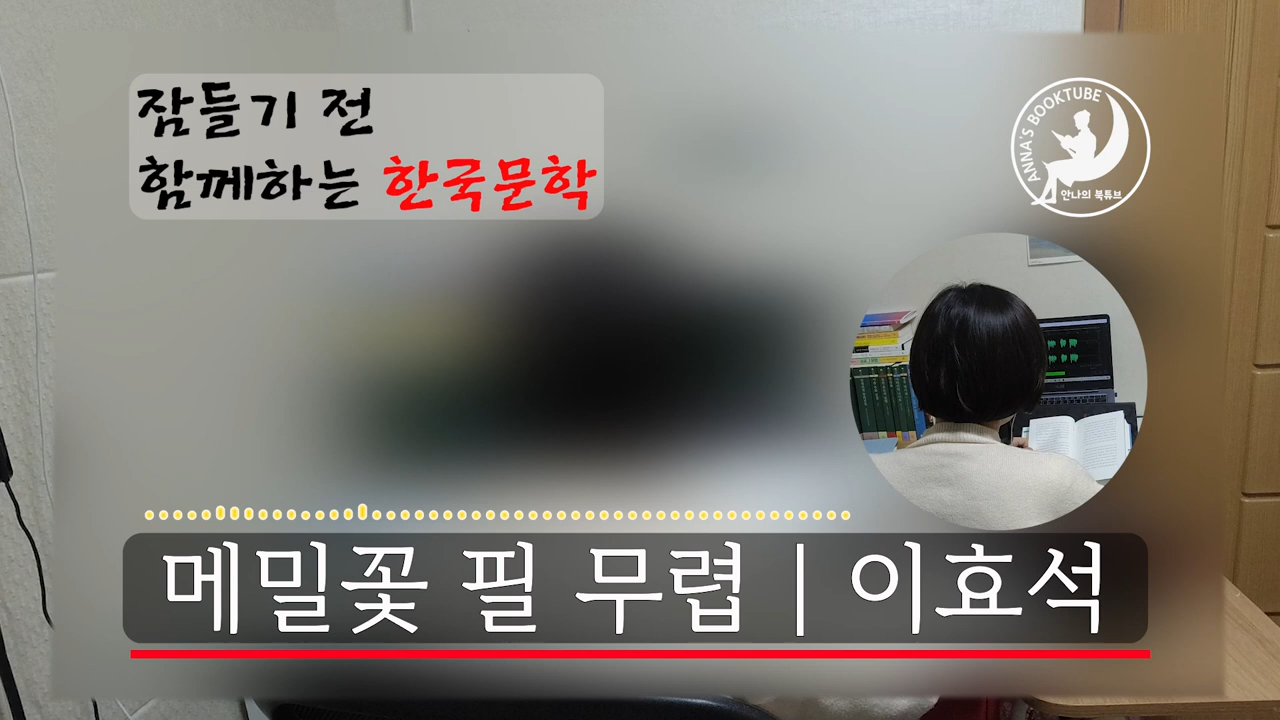 잠들기 전
함께하는 한국문학
ANNA'S BOOKTUBE
안나의 북튜브
메밀꽃 필 무렵 | 이효석